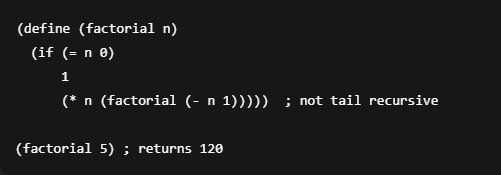 (define (factorial n)
  (if (= n 0)
      1
      (* n (factorial (- n 1)))))  ; not tail recursive
(factorial 5) ; returns 120